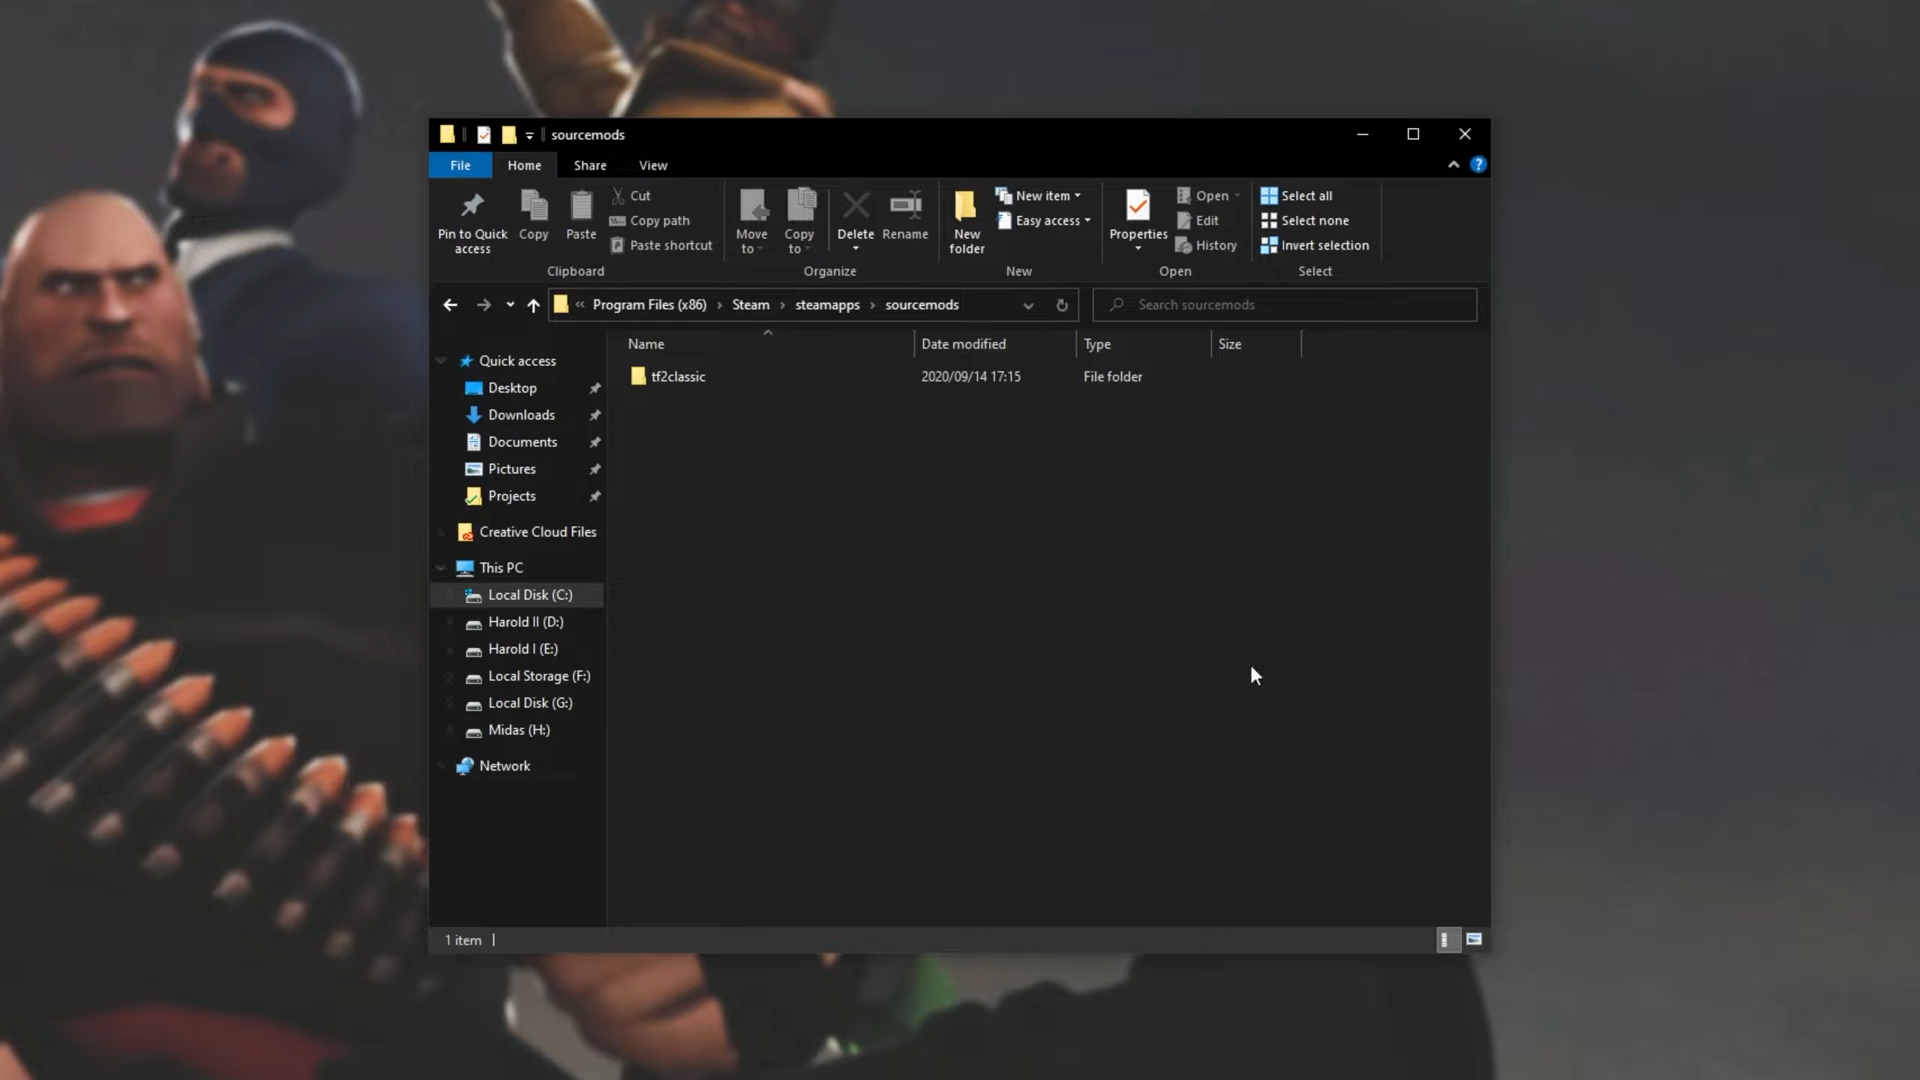 sourcemods
File Home Share View
Pin to Quick access
Copy
Paste
Cut
Copy path
Paste shortcut
Clipboard
Move to
Copy to
Delete
Rename
Organize
New folder
New item
Easy access
New
Properties
Open
Edit
History
Open
Select all
Select none
Invert selection
Select
« Program Files (x86) › Steam › steamapps › sourcemods
Search sourcemods
Name Date modified Type Size
tf2classic 2020/09/14 17:15 File folder
Quick access
Desktop
Downloads
Documents
Pictures
Projects
Creative Cloud Files
This PC
Local Disk (C:)
Harold II (D:)
Harold I (E:)
Local Storage (F:)
Local Disk (G:)
Midas (H:)
Network
1 item